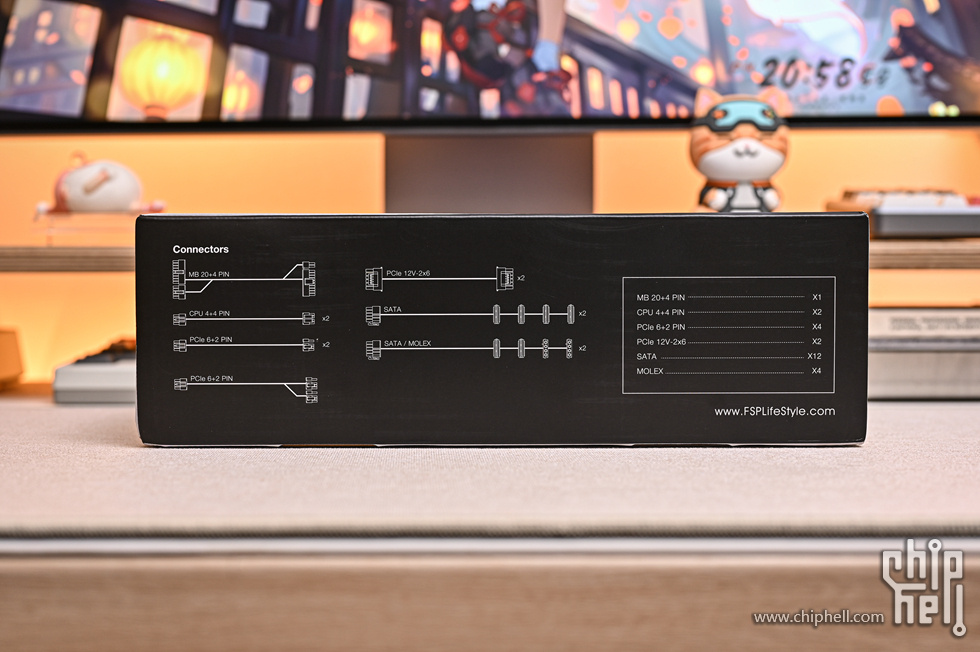 20:58
Connectors
MB 20+4 PIN
CPU 4+4 PIN x2
PCIe 6+2 PIN x2
PCIe 6+2 PIN
PCIe 12V-2x6 x2
SATA x2
SATA / MOLEX x2
MB 20+4 PIN X1
CPU 4+4 PIN X2
PCIe 6+2 PIN X4
PCIe 12V-2x6 X2
SATA X12
MOLEX X4
www.FSPLifeStyle.com
www.chiphell.com
chip
hell